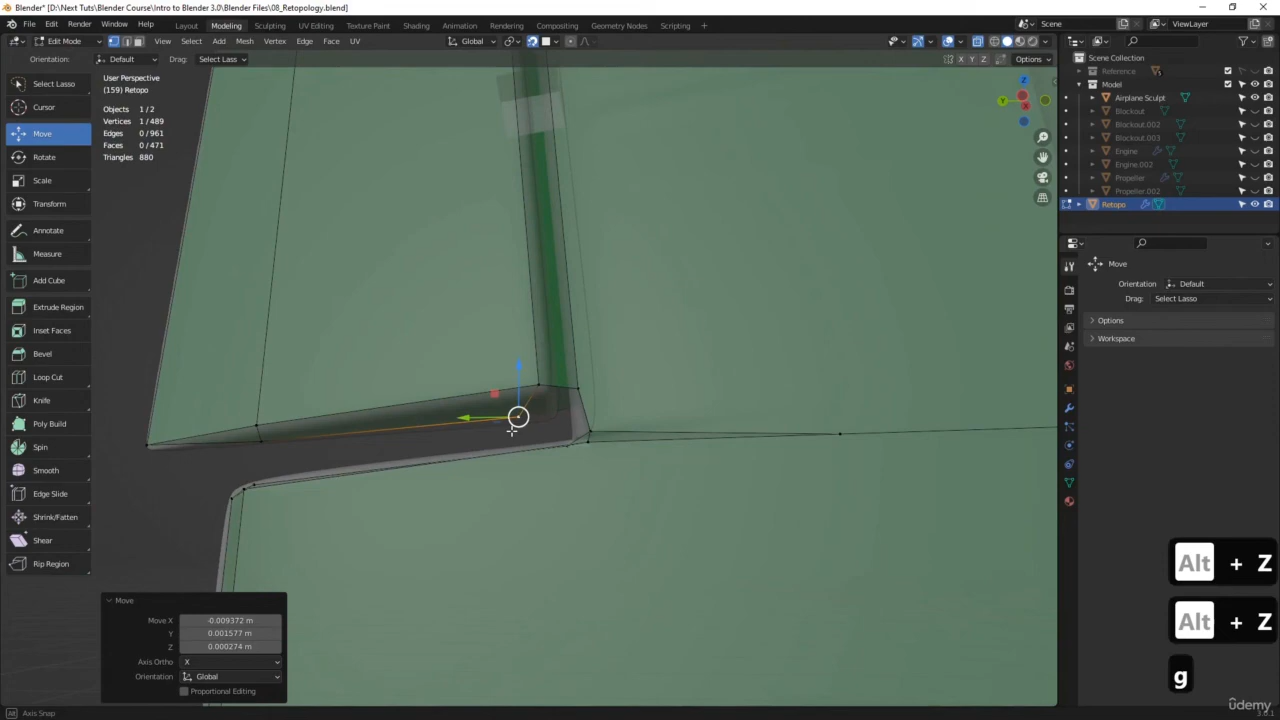 Blender* [D:\Next Tuts\Blender Course\Intro to Blender 3.0\Blender Files\08_Retopology.blend]
File Edit Render Window Help Layout Modeling Sculpting UV Editing Texture Paint Shading Animation Rendering Compositing Geometry Nodes Scripting + Scene ViewLayer
Edit Mode View Select Add Mesh Vertex Edge Face UV Global
Orientation: Default Drag: Select Lasso X Y Z Options
Select Lasso
Cursor
Move
Rotate
Scale
Transform
Annotate
Measure
Add Cube
Extrude Region
Inset Faces
Bevel
Loop Cut
Knife
Poly Build
Spin
Smooth
Edge Slide
Shrink/Fatten
Shear
Rip Region
User Perspective
(159) Retopo
Objects 1/2
Vertices 1/489
Edges 0/961
Faces 0/471
Triangles 880
Z
Y
X
Scene Collection
Reference
Model
Airplane Sculpt
Blockout
Blockout.002
Blockout.003
Engine
Engine.002
Propeller
Propeller.002
Retopo
Move
Orientation: Default
Drag: Select Lasso
Options
Workspace
Move
Move X -0.009372 m
Y 0.001577 m
Z 0.000274 m
Axis Ortho X
Orientation Global
Proportional Editing
Alt + Z
Alt + Z
g
Axis Snap
3.0.1
ûdemy